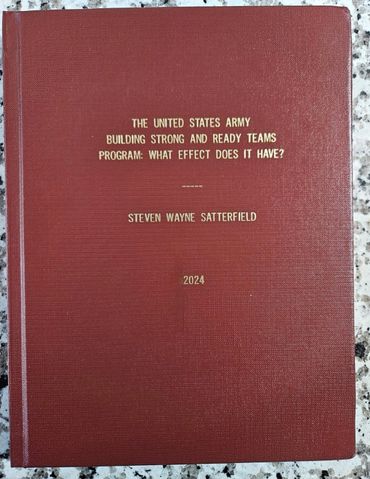 THE UNITED STATES ARMY
BUILDING STRONG AND READY TEAMS
PROGRAM: WHAT EFFECT DOES IT HAVE?
-----
STEVEN WAYNE SATTERFIELD
2024